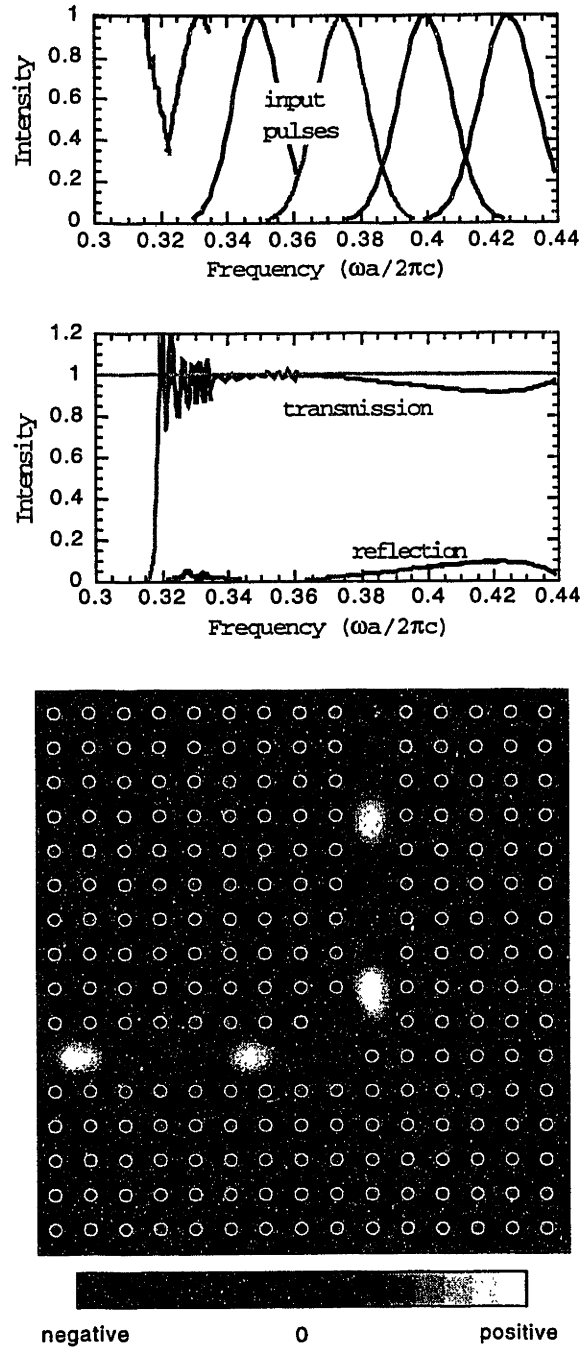 1
0.8
0.6
0.4
0.2
0
Intensity
input
pulses
0.3 0.32 0.34 0.36 0.38 0.4 0.42 0.44
Frequency (ωa/2πc)
1.2
1
0.8
0.6
0.4
0.2
0
Intensity
transmission
reflection
0.3 0.32 0.34 0.36 0.38 0.4 0.42 0.44
Frequency (ωa/2πc)
negative 0 positive